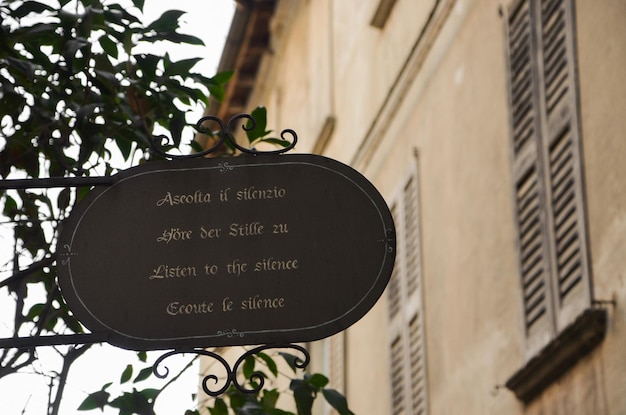 Ascolta il silenzio
Höre der Stille zu
Listen to the silence
Ecoute le silence